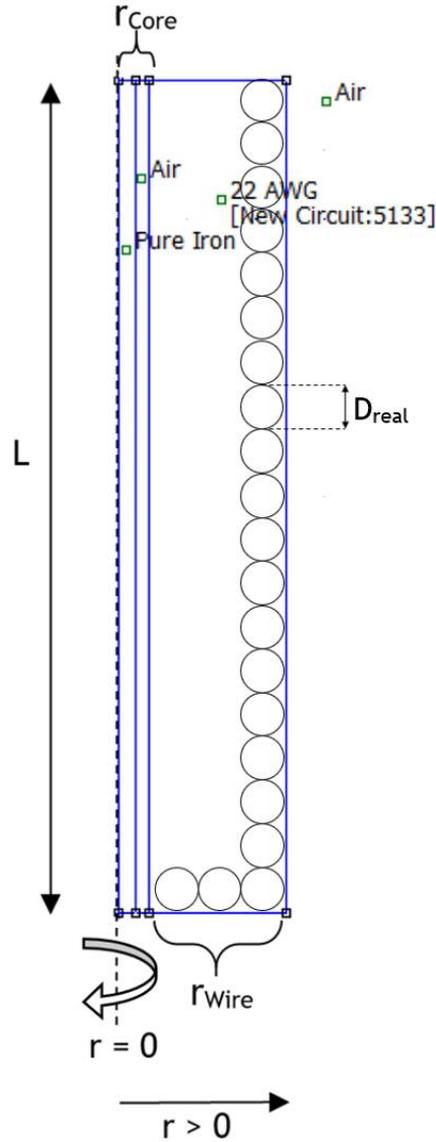 rCore
Air
Air
22 AWG
[New Circuit:5133]
Pure Iron
Dreal
L
rWire
r = 0
r > 0